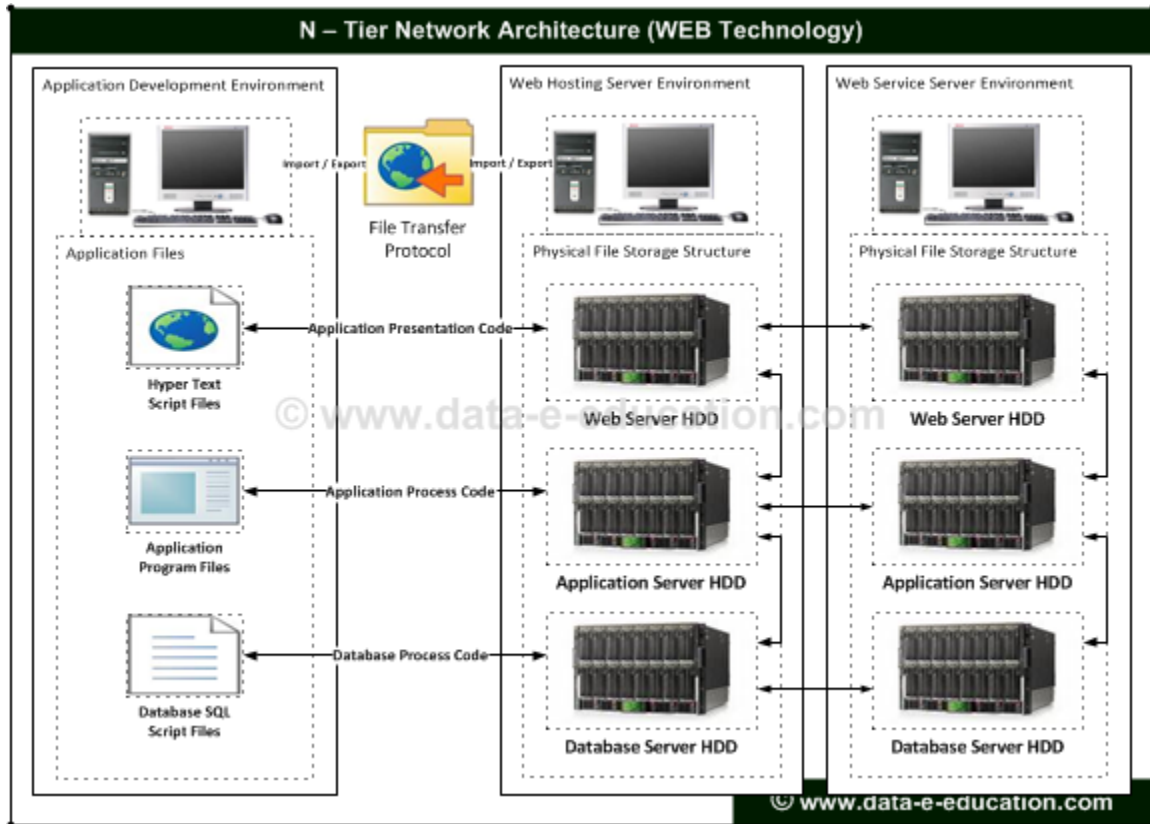 N – Tier Network Architecture (WEB Technology)
Application Development Environment
Import / Export
File Transfer
Protocol
Import / Export
Web Hosting Server Environment
Web Service Server Environment
Application Files
Physical File Storage Structure
Physical File Storage Structure
Application Presentation Code
Hyper Text
Script Files
Web Server HDD
Web Server HDD
© www.data-e-education.com
Application Process Code
Application
Program Files
Application Server HDD
Application Server HDD
Database Process Code
Database SQL
Script Files
Database Server HDD
Database Server HDD
© www.data-e-education.com